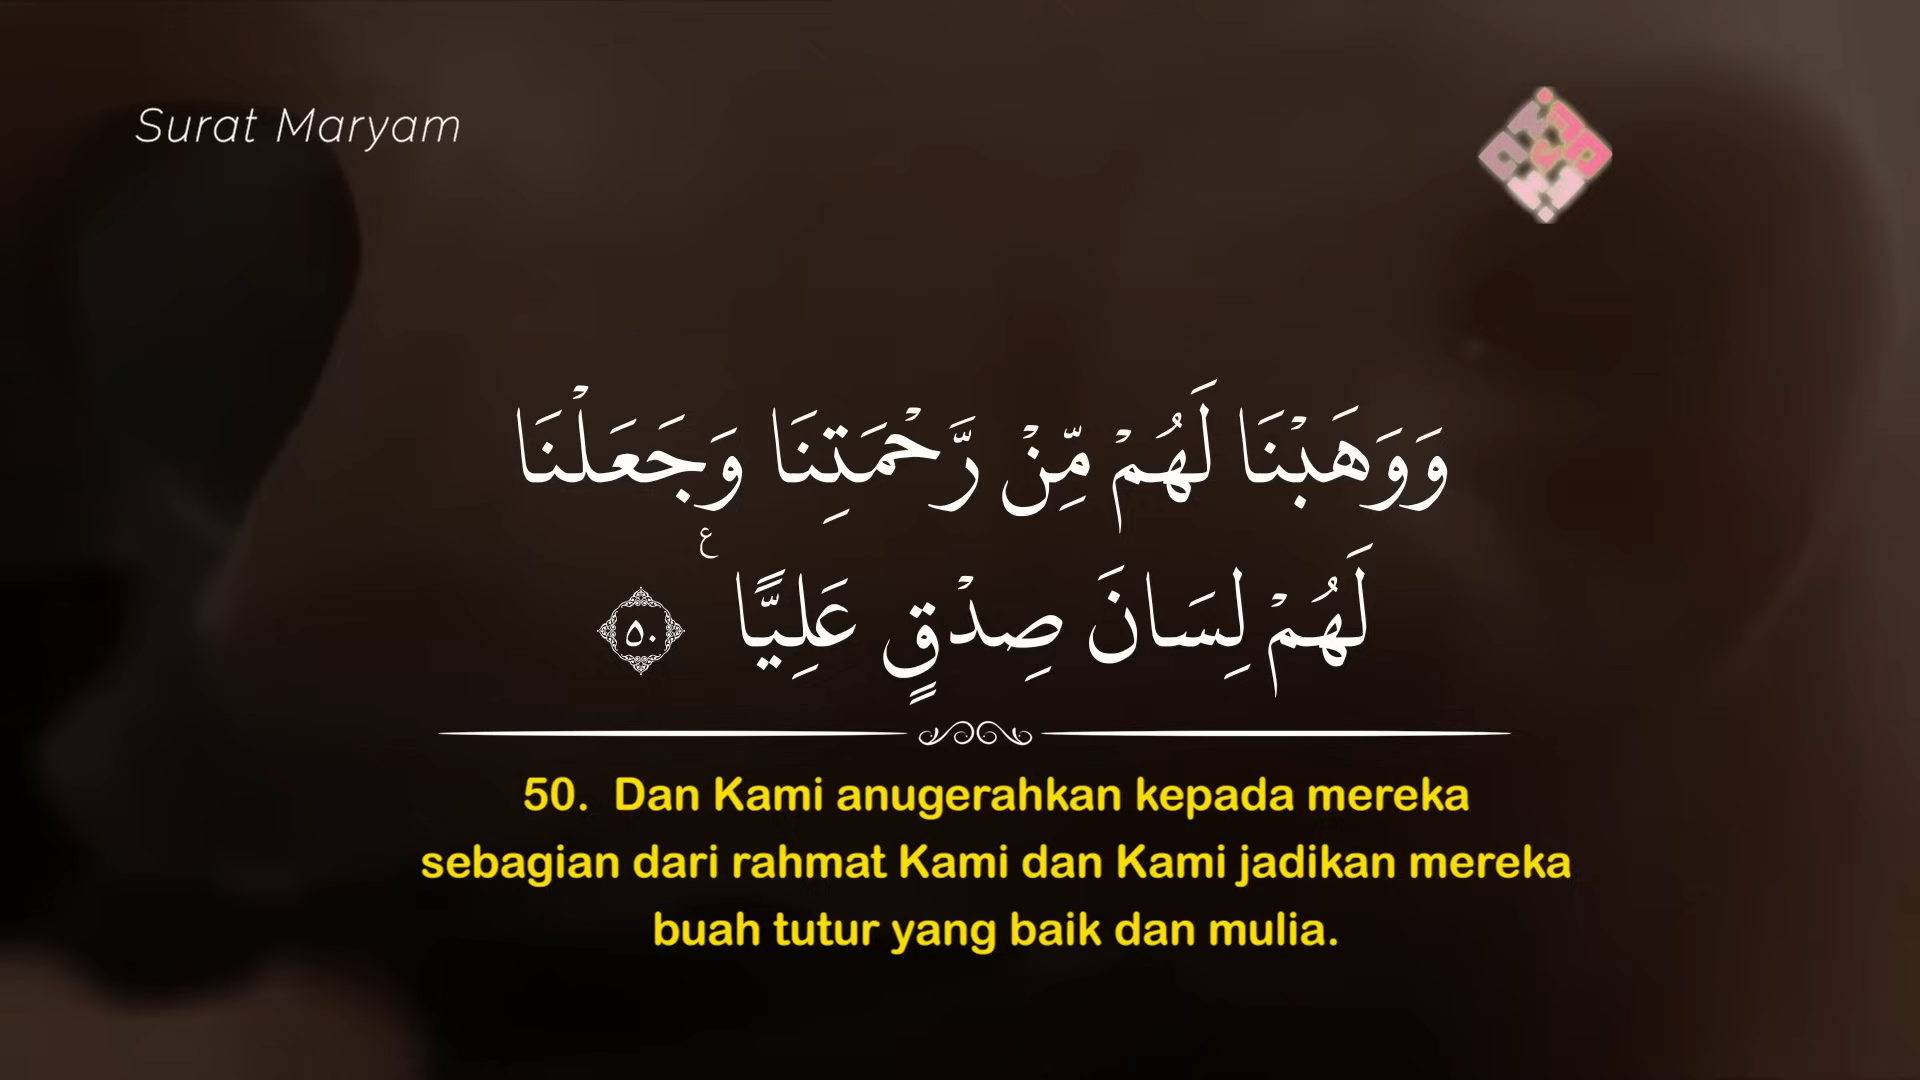 Surat Maryam
وَوَهَبْنَا لَهُمْ مِّنْ رَّحْمَتِنَا وَجَعَلْنَا
لَهُمْ لِسَانَ صِدْقٍ عَلِيًّا ۝٥٠ ࣖ
50. Dan Kami anugerahkan kepada mereka
sebagian dari rahmat Kami dan Kami jadikan mereka
buah tutur yang baik dan mulia.